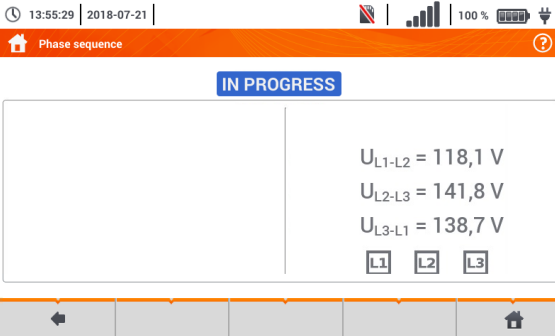 13:55:29 2018-07-21 100 %
Phase sequence ?
IN PROGRESS
UL1-L2 = 118,1 V
UL2-L3 = 141,8 V
UL3-L1 = 138,7 V
L1 L2 L3